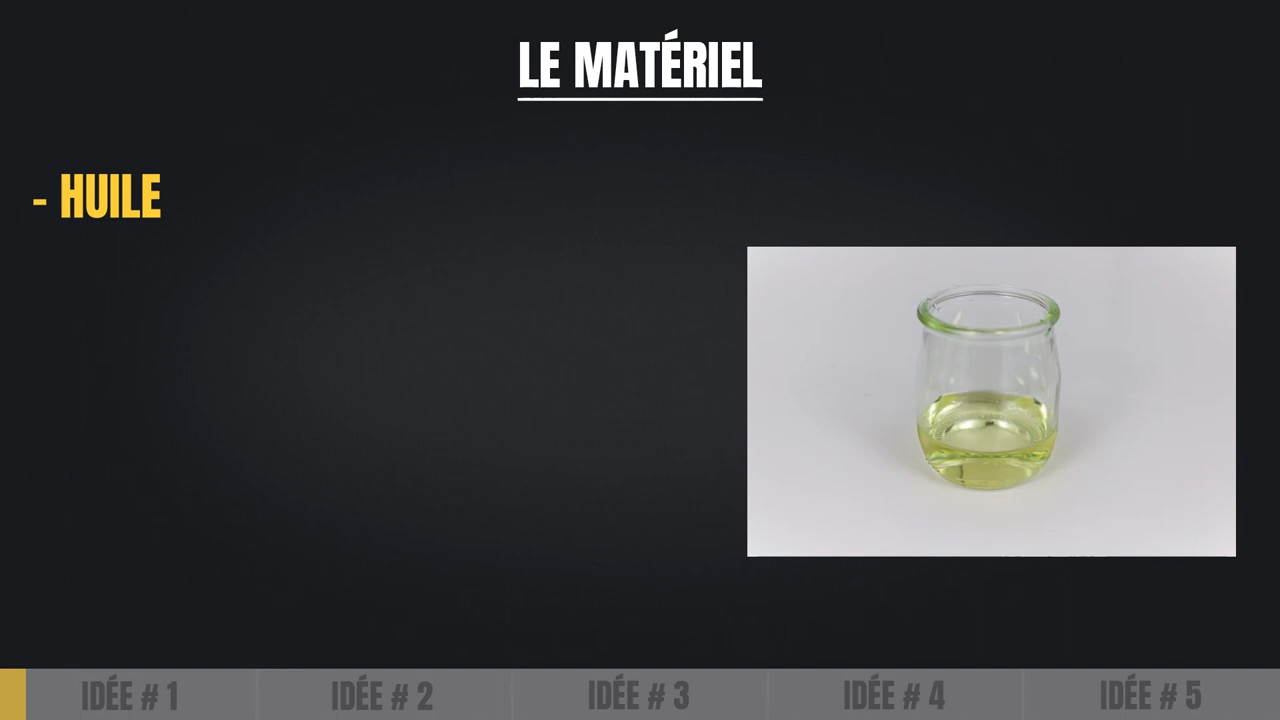 LE MATÉRIEL
- HUILE
IDÉE # 1
IDÉE # 2
IDÉE # 3
IDÉE # 4
IDÉE # 5